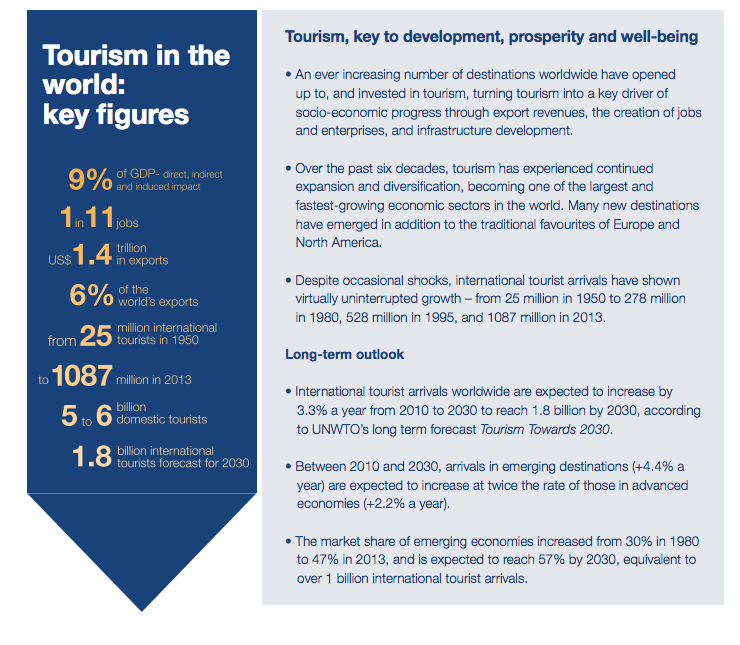 Tourism in the
world:
key figures
9% of GDP- direct, indirect
and induced impact
1 in 11 jobs
US$ 1.4 trillion
in exports
6% of the
world's exports
from 25 million international
tourists in 1950
to 1087 million in 2013
5 to 6 billion
domestic tourists
1.8 billion international
tourists forecast for 2030
Tourism, key to development, prosperity and well-being
• An ever increasing number of destinations worldwide have opened
up to, and invested in tourism, turning tourism into a key driver of
socio-economic progress through export revenues, the creation of jobs
and enterprises, and infrastructure development.
• Over the past six decades, tourism has experienced continued
expansion and diversification, becoming one of the largest and
fastest-growing economic sectors in the world. Many new destinations
have emerged in addition to the traditional favourites of Europe and
North America.
• Despite occasional shocks, international tourist arrivals have shown
virtually uninterrupted growth – from 25 million in 1950 to 278 million
in 1980, 528 million in 1995, and 1087 million in 2013.
Long-term outlook
• International tourist arrivals worldwide are expected to increase by
3.3% a year from 2010 to 2030 to reach 1.8 billion by 2030, according
to UNWTO's long term forecast Tourism Towards 2030.
• Between 2010 and 2030, arrivals in emerging destinations (+4.4% a
year) are expected to increase at twice the rate of those in advanced
economies (+2.2% a year).
• The market share of emerging economies increased from 30% in 1980
to 47% in 2013, and is expected to reach 57% by 2030, equivalent to
over 1 billion international tourist arrivals.